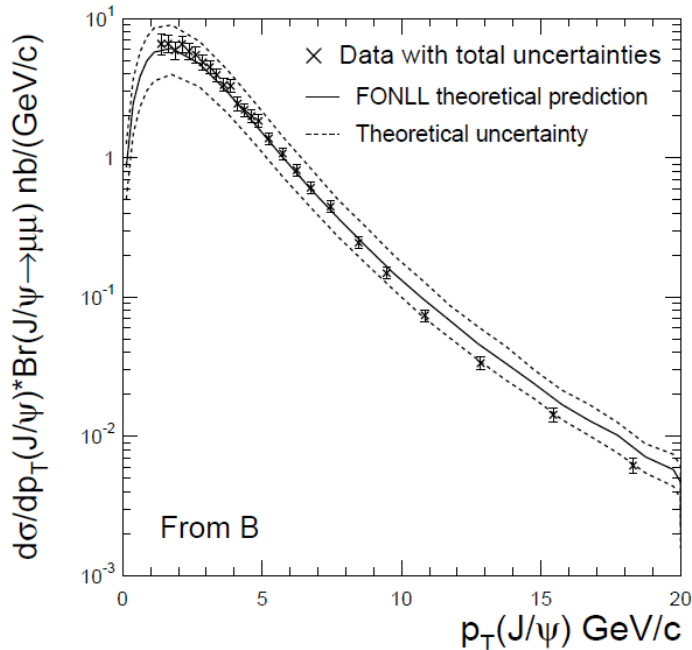 dσ/dp_T(J/ψ)*Br(J/ψ→μμ) nb/(GeV/c)
10
1
10^-1
10^-2
10^-3
× Data with total uncertainties
FONLL theoretical prediction
Theoretical uncertainty
From B
0 5 10 15 20
p_T(J/ψ) GeV/c